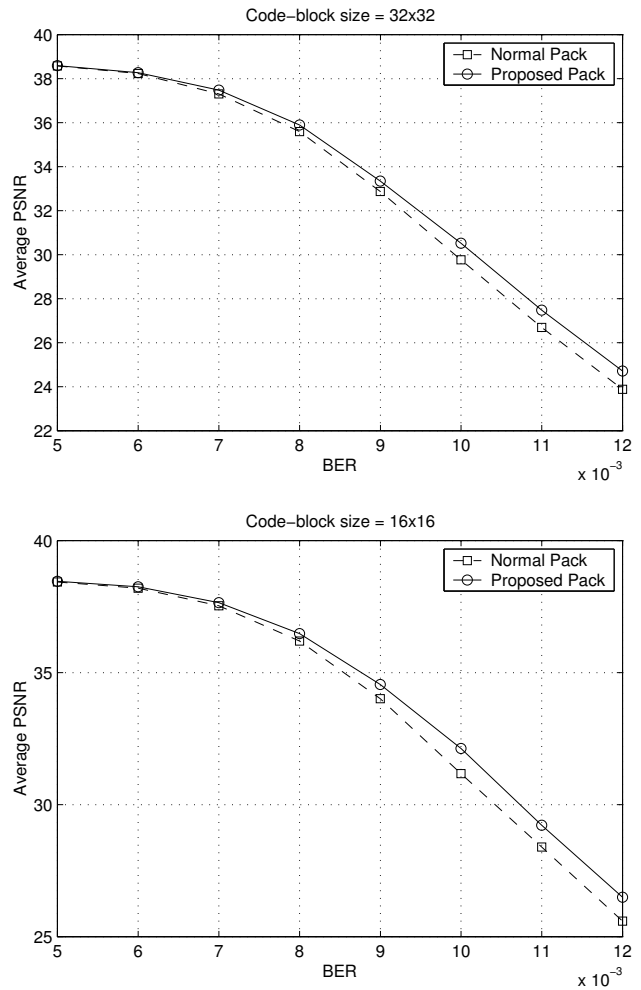 Code−block size = 32x32
40
38
36
34
32
30
28
26
24
22
Average PSNR
Normal Pack
Proposed Pack
5 6 7 8 9 10 11 12
BER
x 10⁻³
Code−block size = 16x16
40
35
30
25
Average PSNR
Normal Pack
Proposed Pack
5 6 7 8 9 10 11 12
BER
x 10⁻³